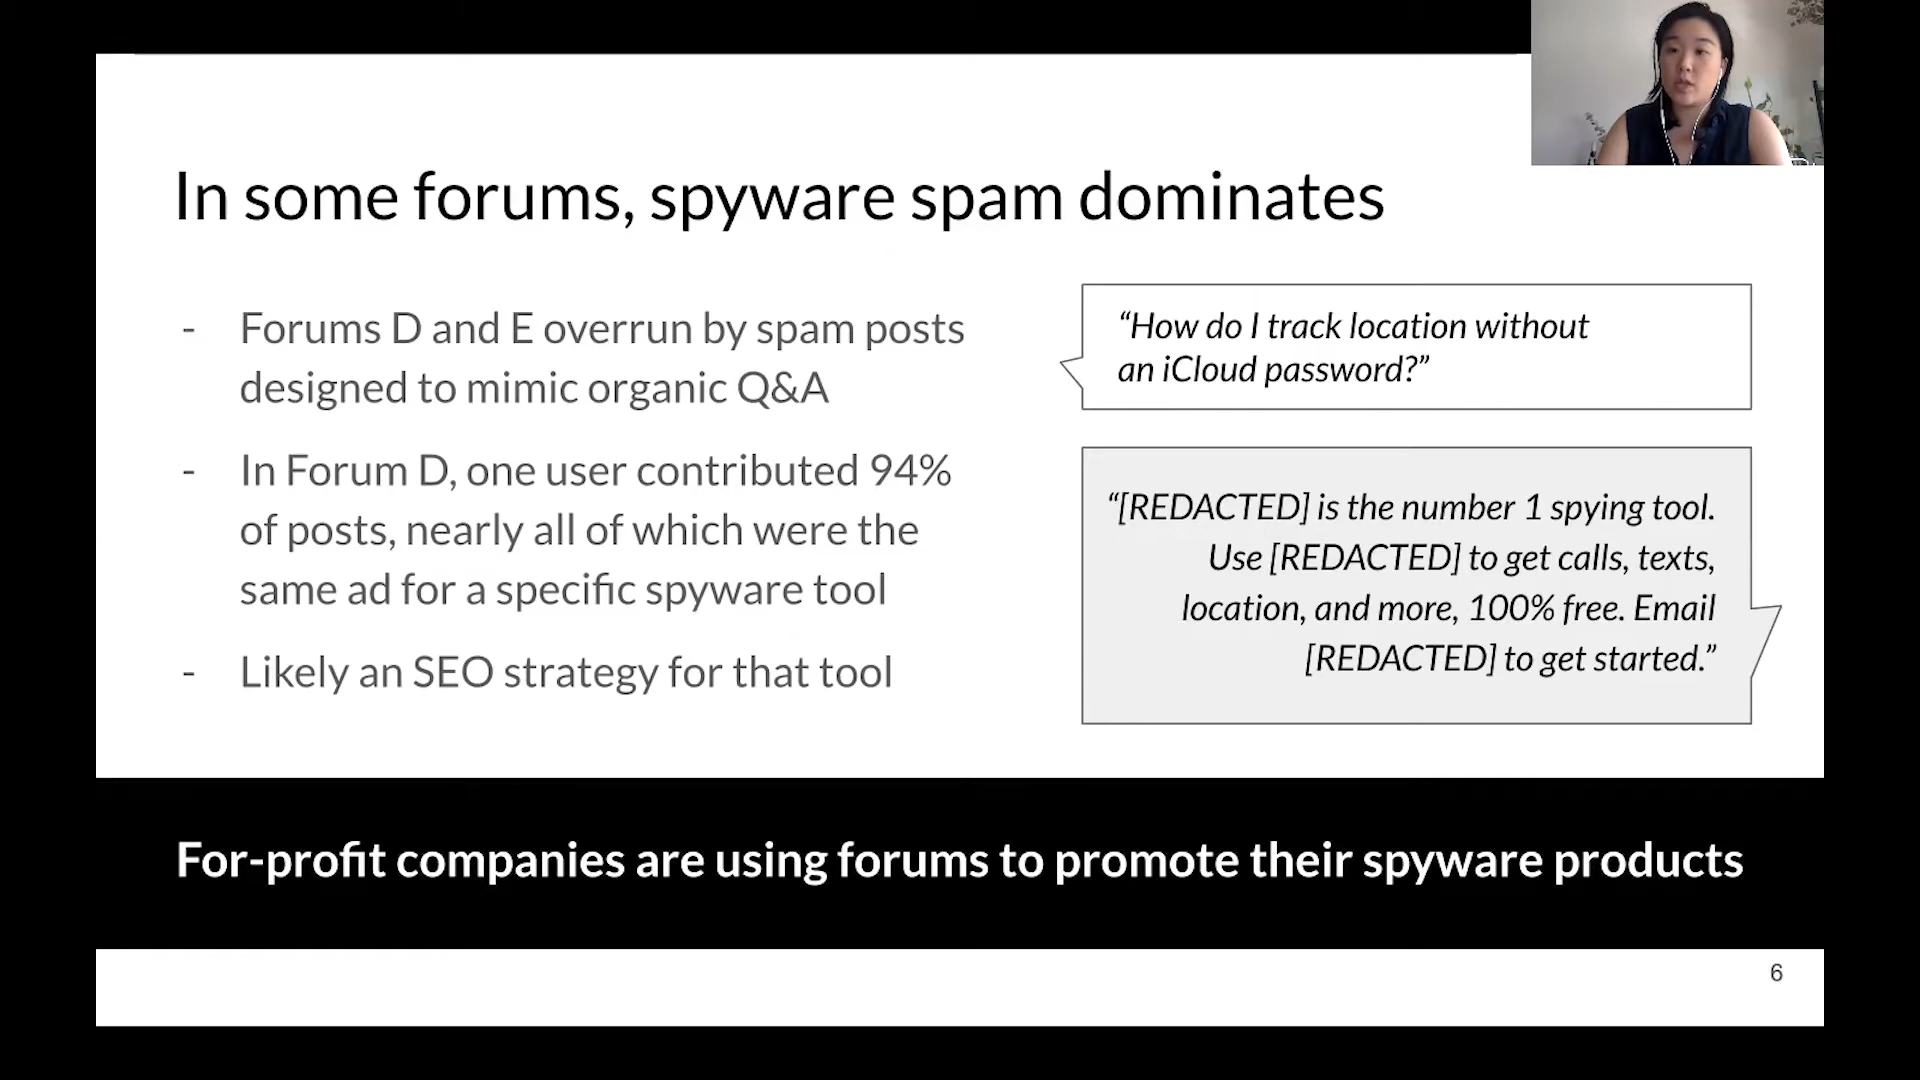 In some forums, spyware spam dominates
- Forums D and E overrun by spam posts
designed to mimic organic Q&A
- In Forum D, one user contributed 94%
of posts, nearly all of which were the
same ad for a specific spyware tool
- Likely an SEO strategy for that tool
“How do I track location without
an iCloud password?”
“[REDACTED] is the number 1 spying tool.
Use [REDACTED] to get calls, texts,
location, and more, 100% free. Email
[REDACTED] to get started.”
For-profit companies are using forums to promote their spyware products
6